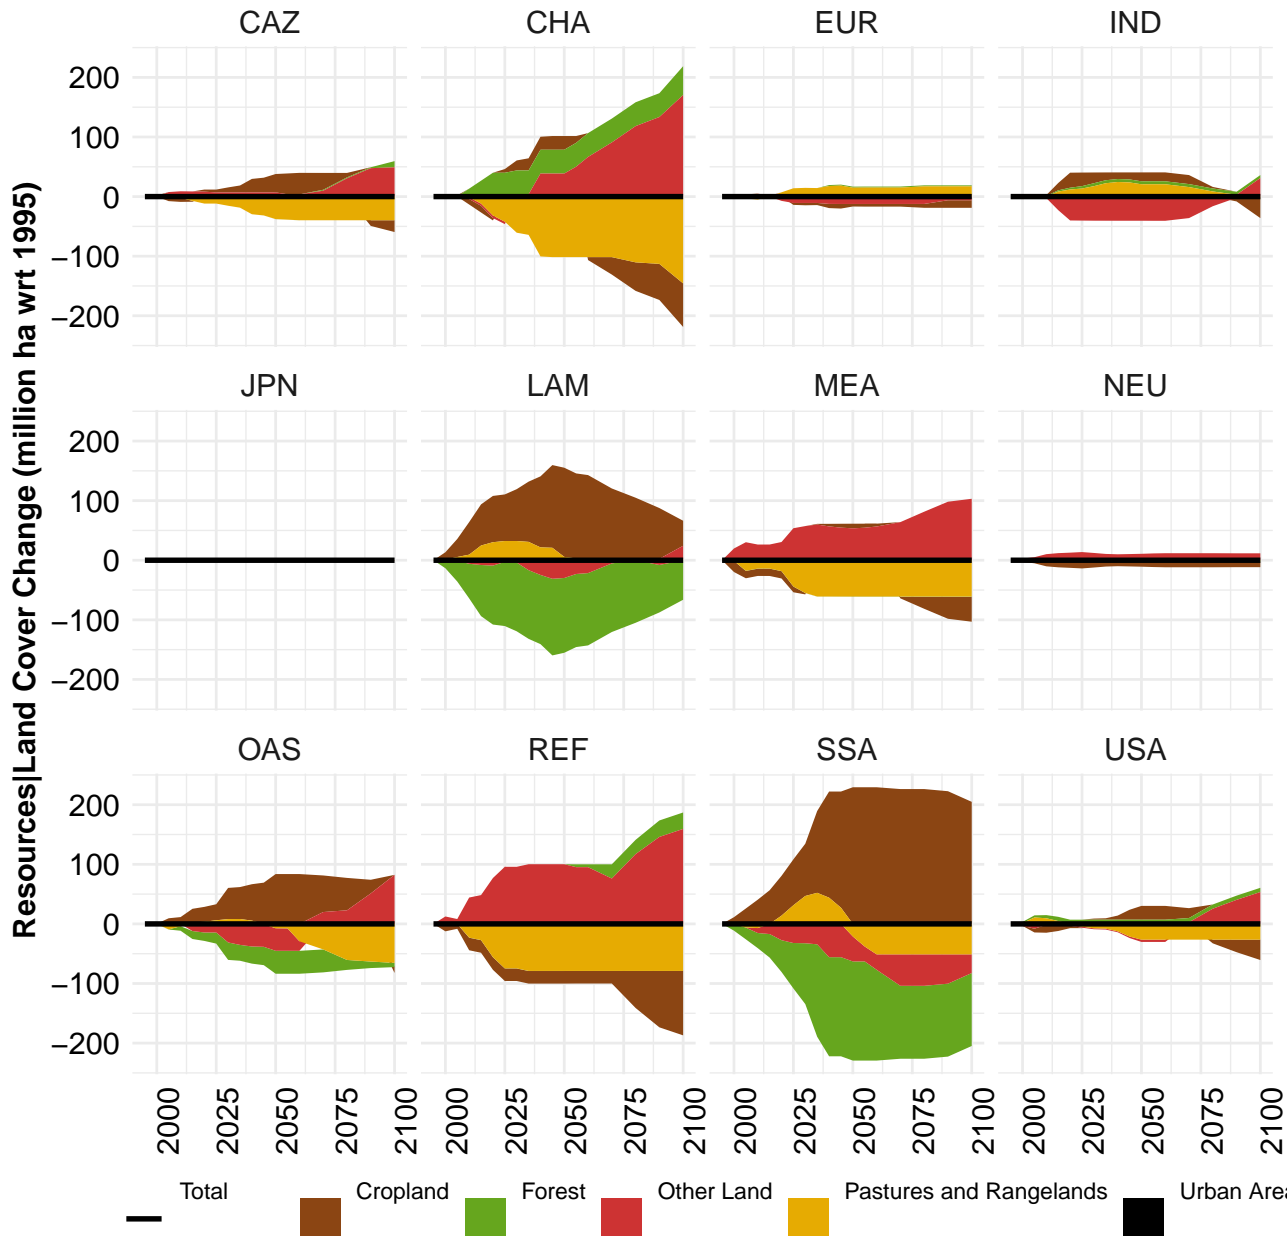 CAZ CHA EUR IND
200
100
0
−100
−200
JPN LAM MEA NEU
200
100
0
−100
−200
OAS REF SSA USA
200
100
0
−100
−200
Resources|Land Cover Change (million ha wrt 1995)
2000 2025 2050 2075 2100 2000 2025 2050 2075 2100 2000 2025 2050 2075 2100 2000 2025 2050 2075 2100
Total Cropland Forest Other Land Pastures and Rangelands Urban Area